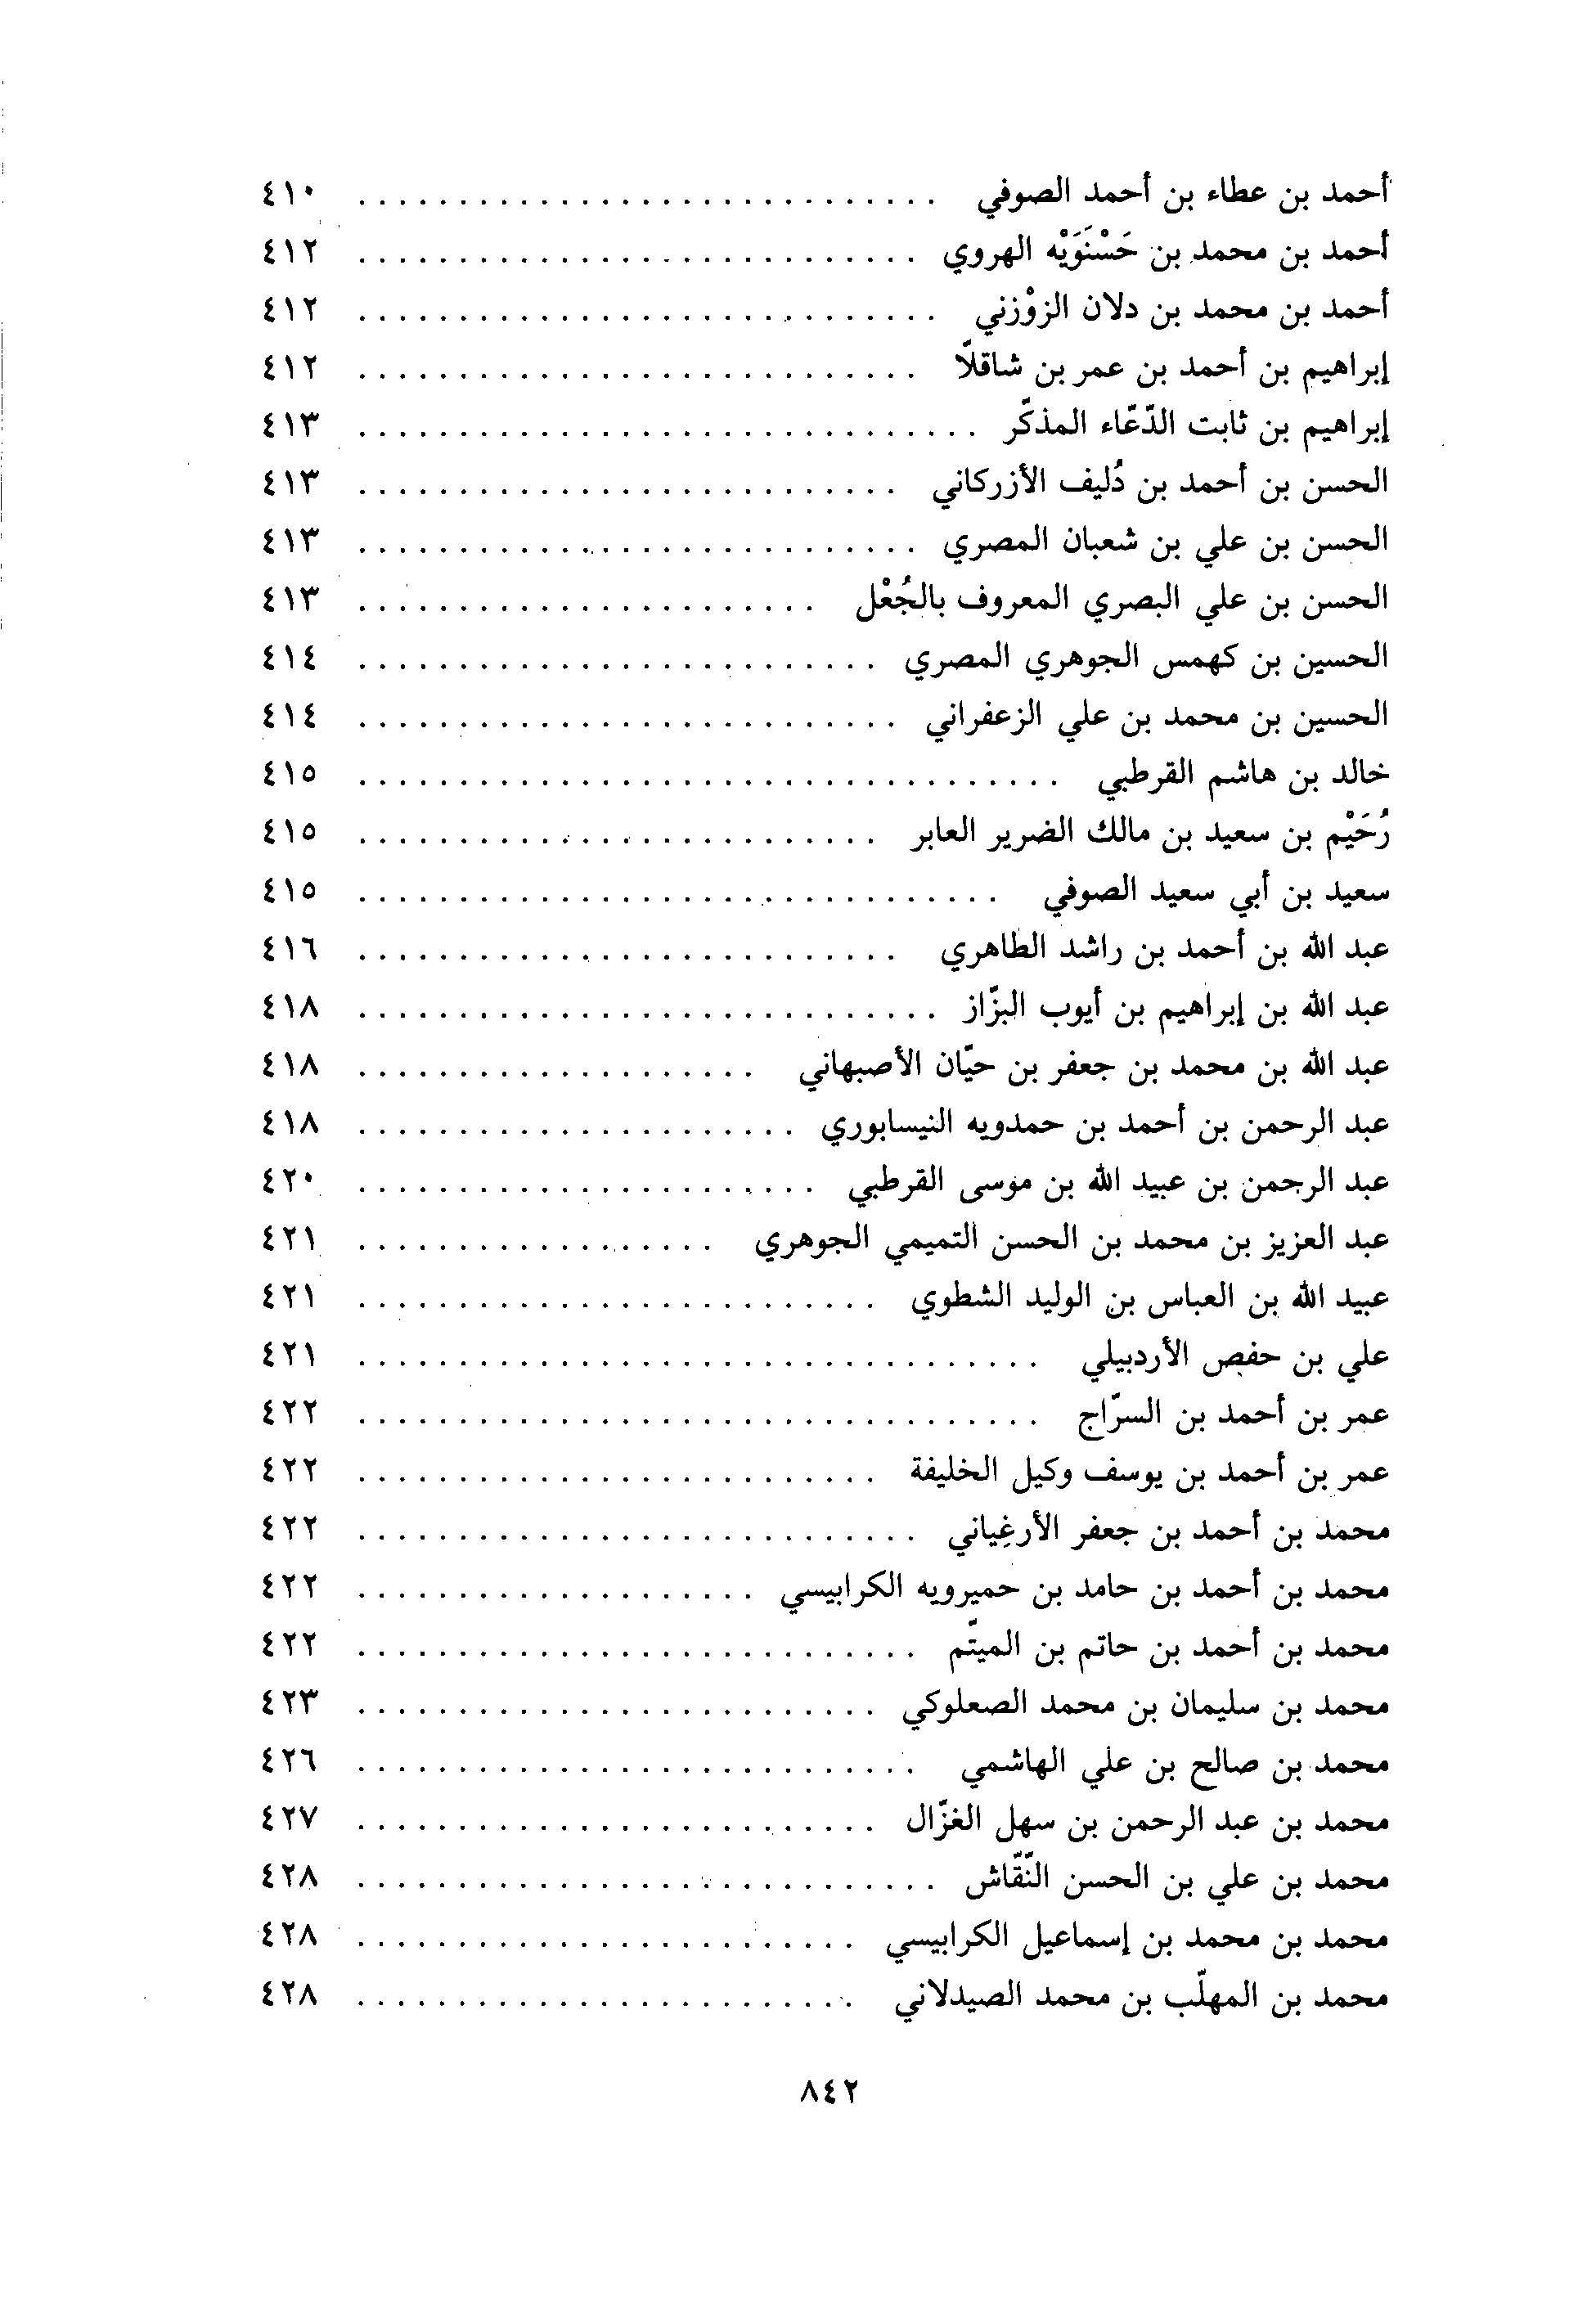 أحمد بن عطاء بن أحمد الصوفي . . . . . . . . . . . . . . . . . . . . . . . . . . . . . ٤١٠
أحمد بن محمد بن حَسْنَوَيْه الهروي . . . . . . . . . . . . . . . . . . . . . . . . . . . . ٤١٢
أحمد بن محمد بن دلان الزوْزني . . . . . . . . . . . . . . . . . . . . . . . . . . . . . ٤١٢
إبراهيم بن أحمد بن عمر بن شاقلّا . . . . . . . . . . . . . . . . . . . . . . . . . . . . ٤١٢
إبراهيم بن ثابت الدّعّاء المذكّر . . . . . . . . . . . . . . . . . . . . . . . . . . . . . . . ٤١٣
الحسن بن أحمد بن دُليف الأزركاني . . . . . . . . . . . . . . . . . . . . . . . . . . . ٤١٣
الحسن بن علي بن شعبان المصري . . . . . . . . . . . . . . . . . . . . . . . . . . . . ٤١٣
الحسن بن علي البصري المعروف بالجُعْل . . . . . . . . . . . . . . . . . . . . . . . ٤١٣
الحسين بن كهمس الجوهري المصري . . . . . . . . . . . . . . . . . . . . . . . . . . ٤١٤
الحسين بن محمد بن علي الزعفراني . . . . . . . . . . . . . . . . . . . . . . . . . . . ٤١٤
خالد بن هاشم القرطبي . . . . . . . . . . . . . . . . . . . . . . . . . . . . . . . . . . . ٤١٥
رُحَيْم بن سعيد بن مالك الضرير العابر . . . . . . . . . . . . . . . . . . . . . . . . . . ٤١٥
سعيد بن أبي سعيد الصوفي . . . . . . . . . . . . . . . . . . . . . . . . . . . . . . . . ٤١٥
عبد الله بن أحمد بن راشد الظاهري . . . . . . . . . . . . . . . . . . . . . . . . . . . ٤١٦
عبد الله بن إبراهيم بن أيوب البزّاز . . . . . . . . . . . . . . . . . . . . . . . . . . . . . ٤١٨
عبد الله بن محمد بن جعفر بن حيّان الأصبهاني . . . . . . . . . . . . . . . . . . . . ٤١٨
عبد الرحمن بن أحمد بن حمدويه النيسابوري . . . . . . . . . . . . . . . . . . . . . . ٤١٨
عبد الرحمن بن عبيد الله بن موسى القرطبي . . . . . . . . . . . . . . . . . . . . . . . ٤٢٠
عبد العزيز بن محمد بن الحسن التميمي الجوهري . . . . . . . . . . . . . . . . . . ٤٢١
عبيد الله بن العباس بن الوليد الشطوي . . . . . . . . . . . . . . . . . . . . . . . . . . ٤٢١
علي بن حفص الأردبيلي . . . . . . . . . . . . . . . . . . . . . . . . . . . . . . . . . . ٤٢١
عمر بن أحمد بن السرّاج . . . . . . . . . . . . . . . . . . . . . . . . . . . . . . . . . . ٤٢٢
عمر بن أحمد بن يوسف وكيل الخليفة . . . . . . . . . . . . . . . . . . . . . . . . . . ٤٢٢
محمد بن أحمد بن جعفر الأرغِياني . . . . . . . . . . . . . . . . . . . . . . . . . . . . ٤٢٢
محمد بن أحمد بن حامد بن حميرويه الكرابيسي . . . . . . . . . . . . . . . . . . . . ٤٢٢
محمد بن أحمد بن حاتم بن الميتّم . . . . . . . . . . . . . . . . . . . . . . . . . . . . ٤٢٢
محمد بن سليمان بن محمد الصعلوكي . . . . . . . . . . . . . . . . . . . . . . . . . . ٤٢٣
محمد بن صالح بن علي الهاشمي . . . . . . . . . . . . . . . . . . . . . . . . . . . . ٤٢٦
محمد بن عبد الرحمن بن سهل الغزّال . . . . . . . . . . . . . . . . . . . . . . . . . . ٤٢٧
محمد بن علي بن الحسن النّقّاش . . . . . . . . . . . . . . . . . . . . . . . . . . . . . ٤٢٨
محمد بن محمد بن إسماعيل الكرابيسي . . . . . . . . . . . . . . . . . . . . . . . . . ٤٢٨
محمد بن المهلّب بن محمد الصيدلاني . . . . . . . . . . . . . . . . . . . . . . . . . ٤٢٨
٨٤٢